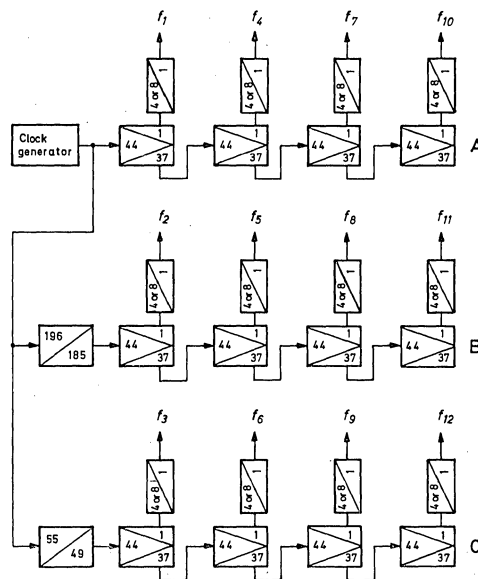 f1 f4 f7 f10
4 or 8 1 4 or 8 1 4 or 8 1 4 or 8 1
Clock generator
44 1 37 44 1 37 44 1 37 44 1 37 A
f2 f5 f8 f11
4 or 8 1 4 or 8 1 4 or 8 1 4 or 8 1
196 185 44 1 37 44 1 37 44 1 37 44 1 37 B
f3 f6 f9 f12
4 or 8 1 4 or 8 1 4 or 8 1 4 or 8 1
55 49 44 1 37 44 1 37 44 1 37 44 1 37 C